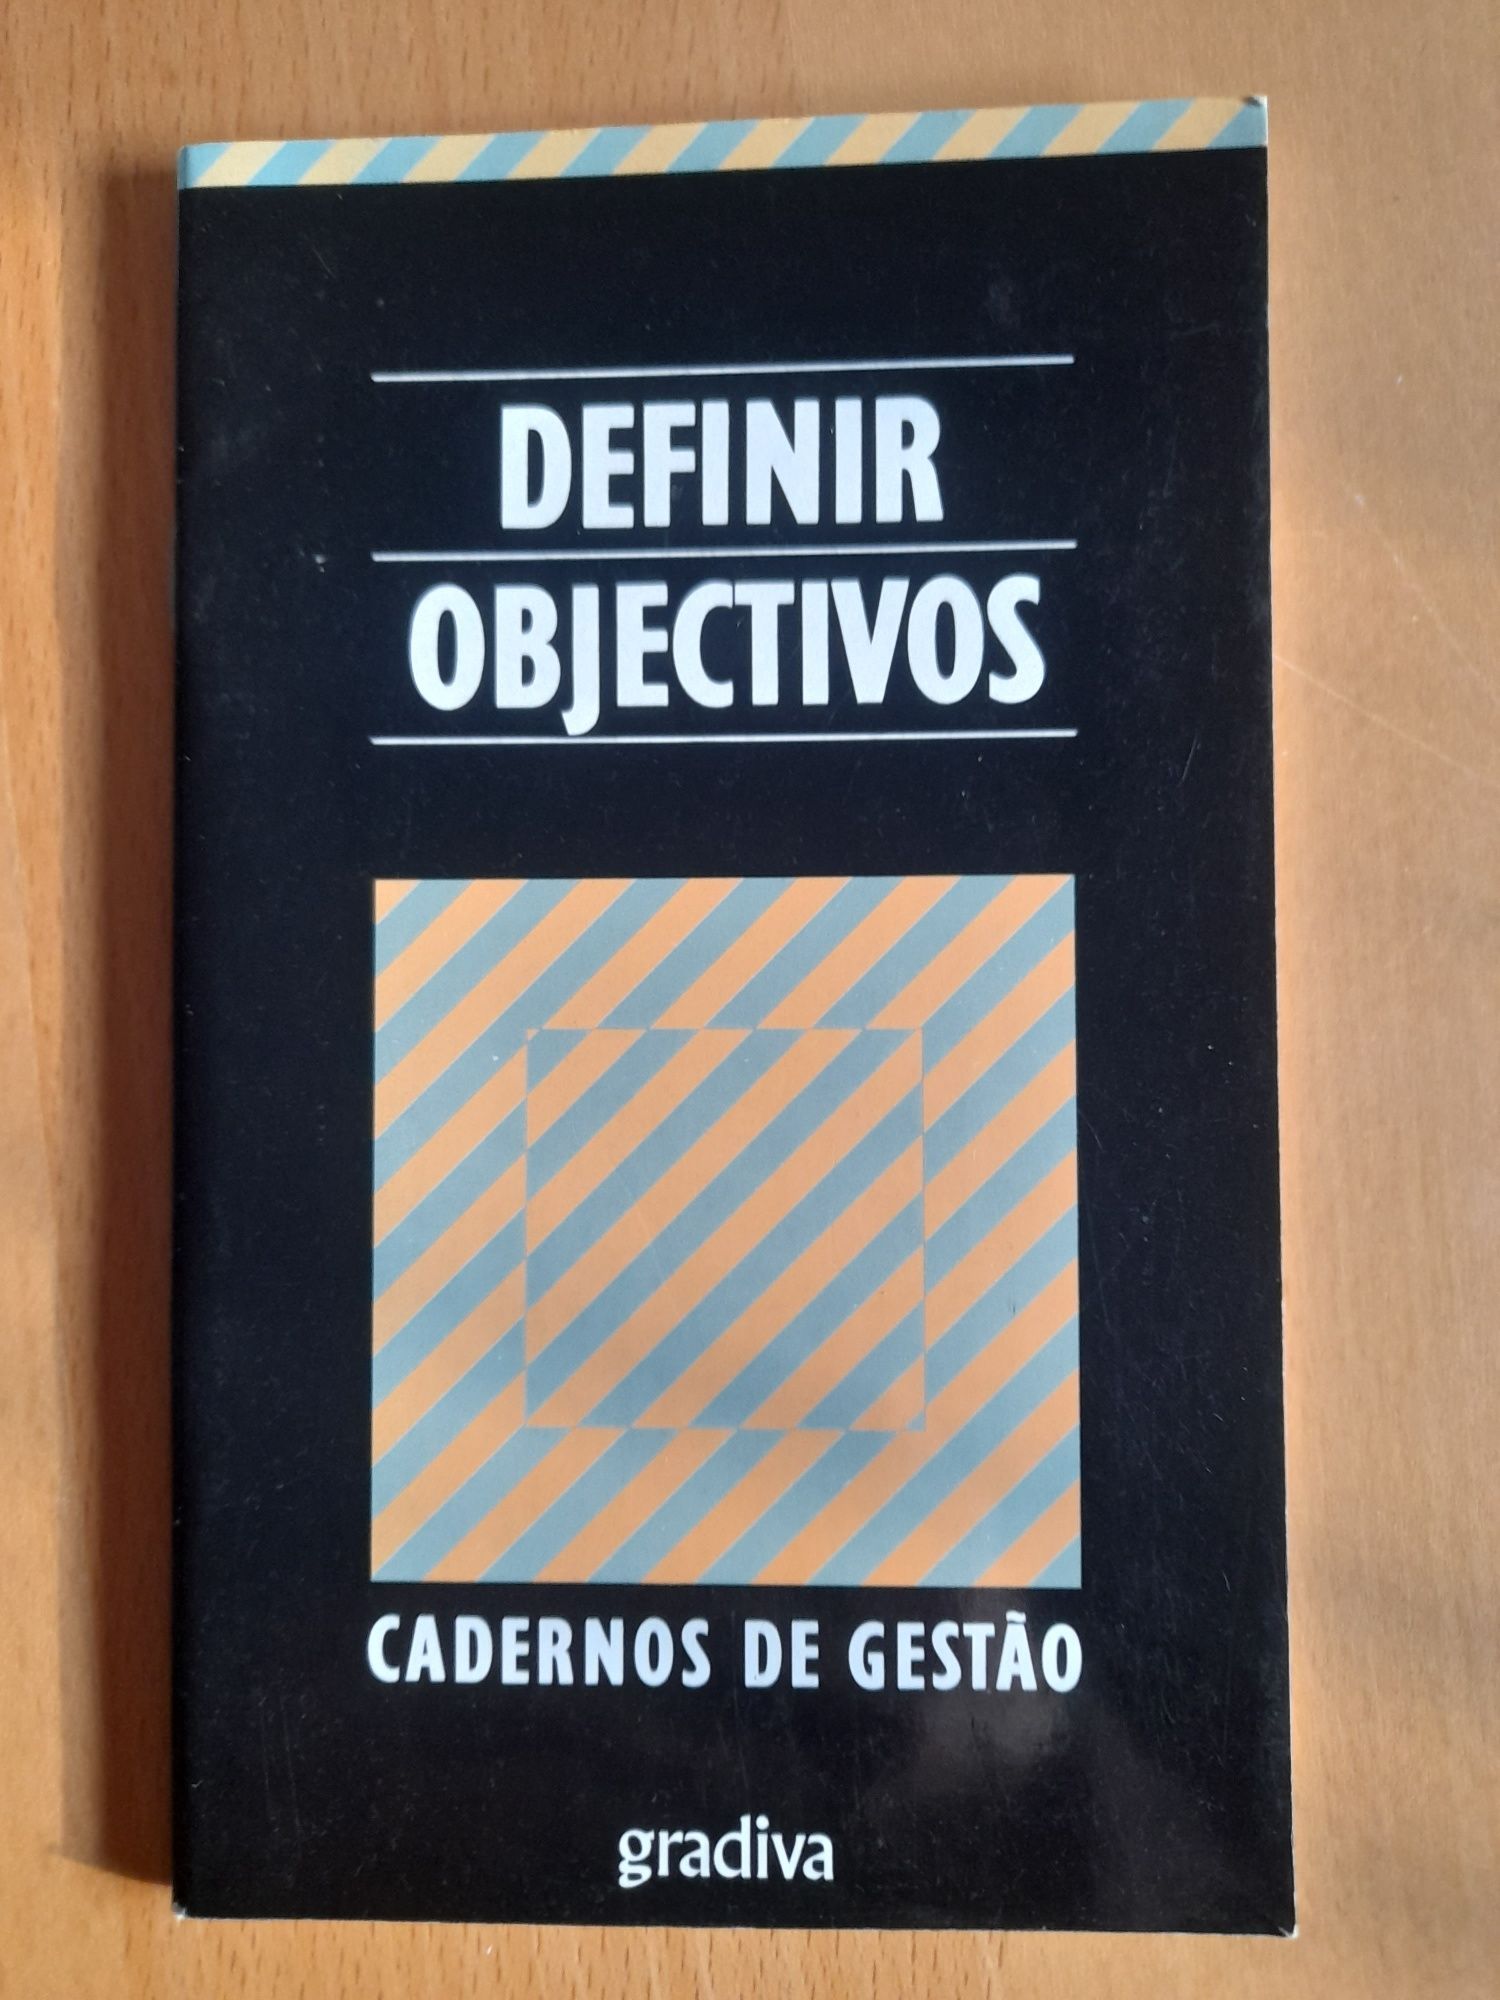 DEFINIR
OBJECTIVOS
CADERNOS DE GESTÃO
gradiva